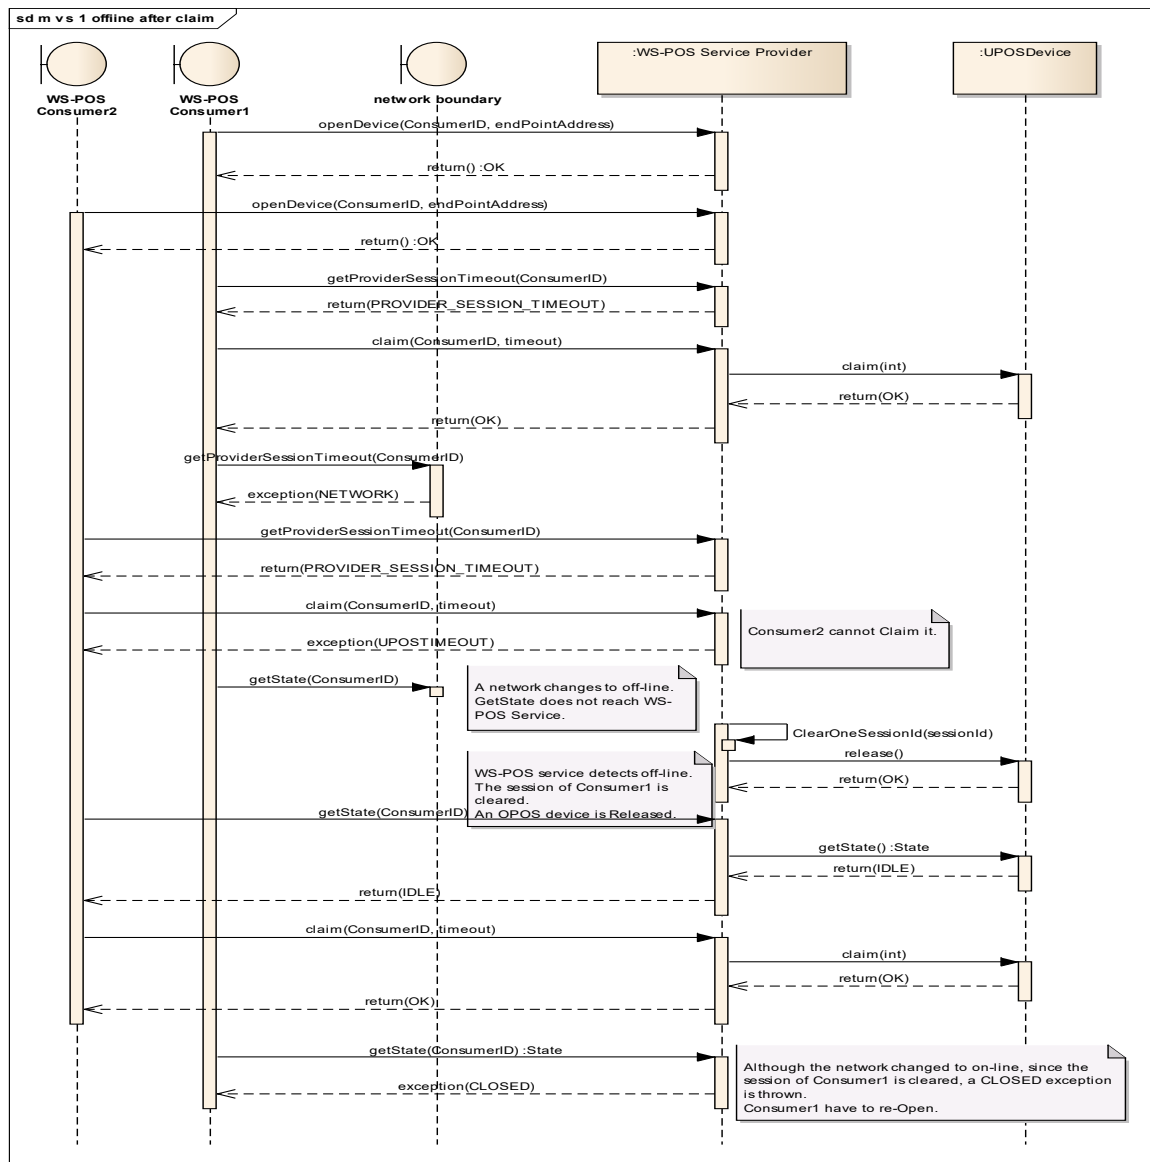 sd m v s 1 offline after claim
:WS-POS Service Provider
:UPOSDevice
WS-POS
Consumer2
WS-POS
Consumer1
network boundary
openDevice(ConsumerID, endPointAddress)
return() :OK
openDevice(ConsumerID, endPointAddress)
return() :OK
getProviderSessionTimeout(ConsumerID)
return(PROVIDER_SESSION_TIMEOUT)
claim(ConsumerID, timeout)
claim(int)
return(OK)
return(OK)
getProviderSessionTimeout(ConsumerID)
exception(NETWORK)
getProviderSessionTimeout(ConsumerID)
return(PROVIDER_SESSION_TIMEOUT)
claim(ConsumerID, timeout)
Consumer2 cannot Claim it.
exception(UPOSTIMEOUT)
getState(ConsumerID)
A network changes to off-line.
GetState does not reach WS-
POS Service.
ClearOneSessionId(sessionId)
release()
WS-POS service detects off-line.
The session of Consumer1 is
cleared.
An OPOS device is Released.
return(OK)
getState(ConsumerID)
getState() :State
return(IDLE)
return(IDLE)
claim(ConsumerID, timeout)
claim(int)
return(OK)
return(OK)
getState(ConsumerID) :State
exception(CLOSED)
Although the network changed to on-line, since the
session of Consumer1 is cleared, a CLOSED exception
is thrown.
Consumer1 have to re-Open.